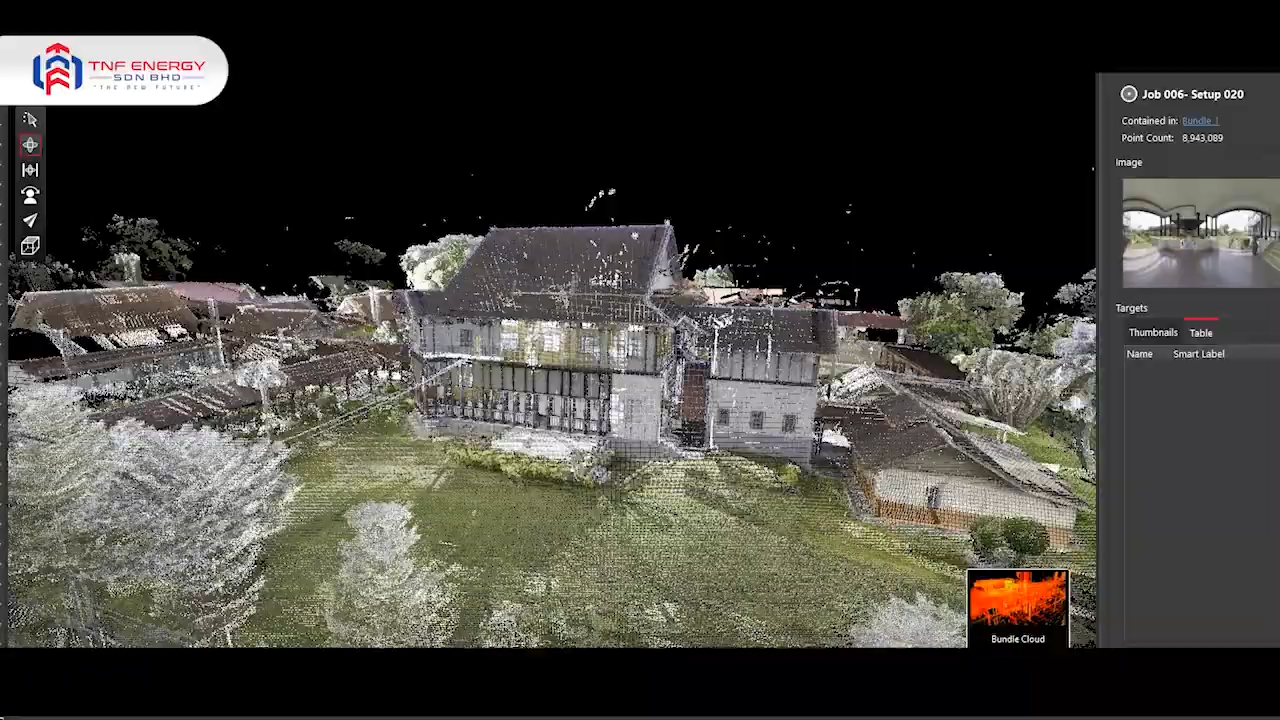 TNF ENERGY
SDN BHD
"THE NEW FUTURE"
Job 006- Setup 020
Contained in: Bundle 1
Point Count: 8,943,089
Image
Targets
Thumbnails Table
Name Smart Label
Bundle Cloud